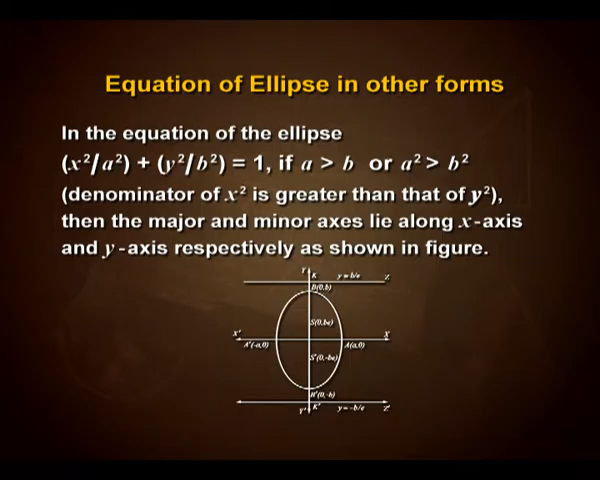 Equation of Ellipse in other forms
In the equation of the ellipse
(x²/a²) + (y²/b²) = 1, if a > b or a² > b²
(denominator of x² is greater than that of y²),
then the major and minor axes lie along x-axis
and y-axis respectively as shown in figure.
Y K y = b/e Z
B(0,b)
S(0,be)
X' X
A'(-a,0) A(a,0)
S'(0,-be)
B'(0,-b)
Y' K' y = -b/e Z'